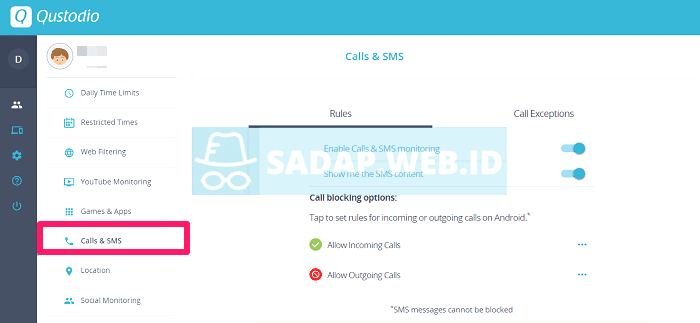 Qustodio
D
Calls & SMS
Daily Time Limits
Restricted Times
Web Filtering
YouTube Monitoring
Games & Apps
Calls & SMS
Location
Social Monitoring
Rules
Call Exceptions
Enable Calls & SMS monitoring
Show me the SMS content
SADAP WEB.ID
Call blocking options:
Tap to set rules for incoming or outgoing calls on Android.*
Allow Incoming Calls
Allow Outgoing Calls
*SMS messages cannot be blocked